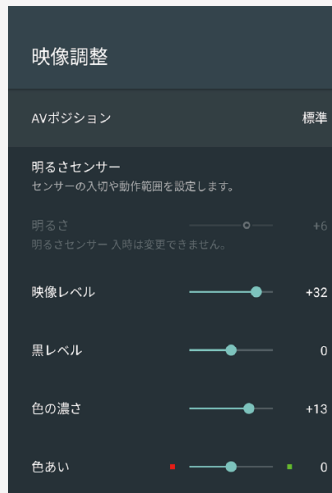 映像調整
AVポジション 標準
明るさセンサー
センサーの入切や動作範囲を設定します。
明るさ +6
明るさセンサー 入時は変更できません。
映像レベル +32
黒レベル 0
色の濃さ +13
色あい 0